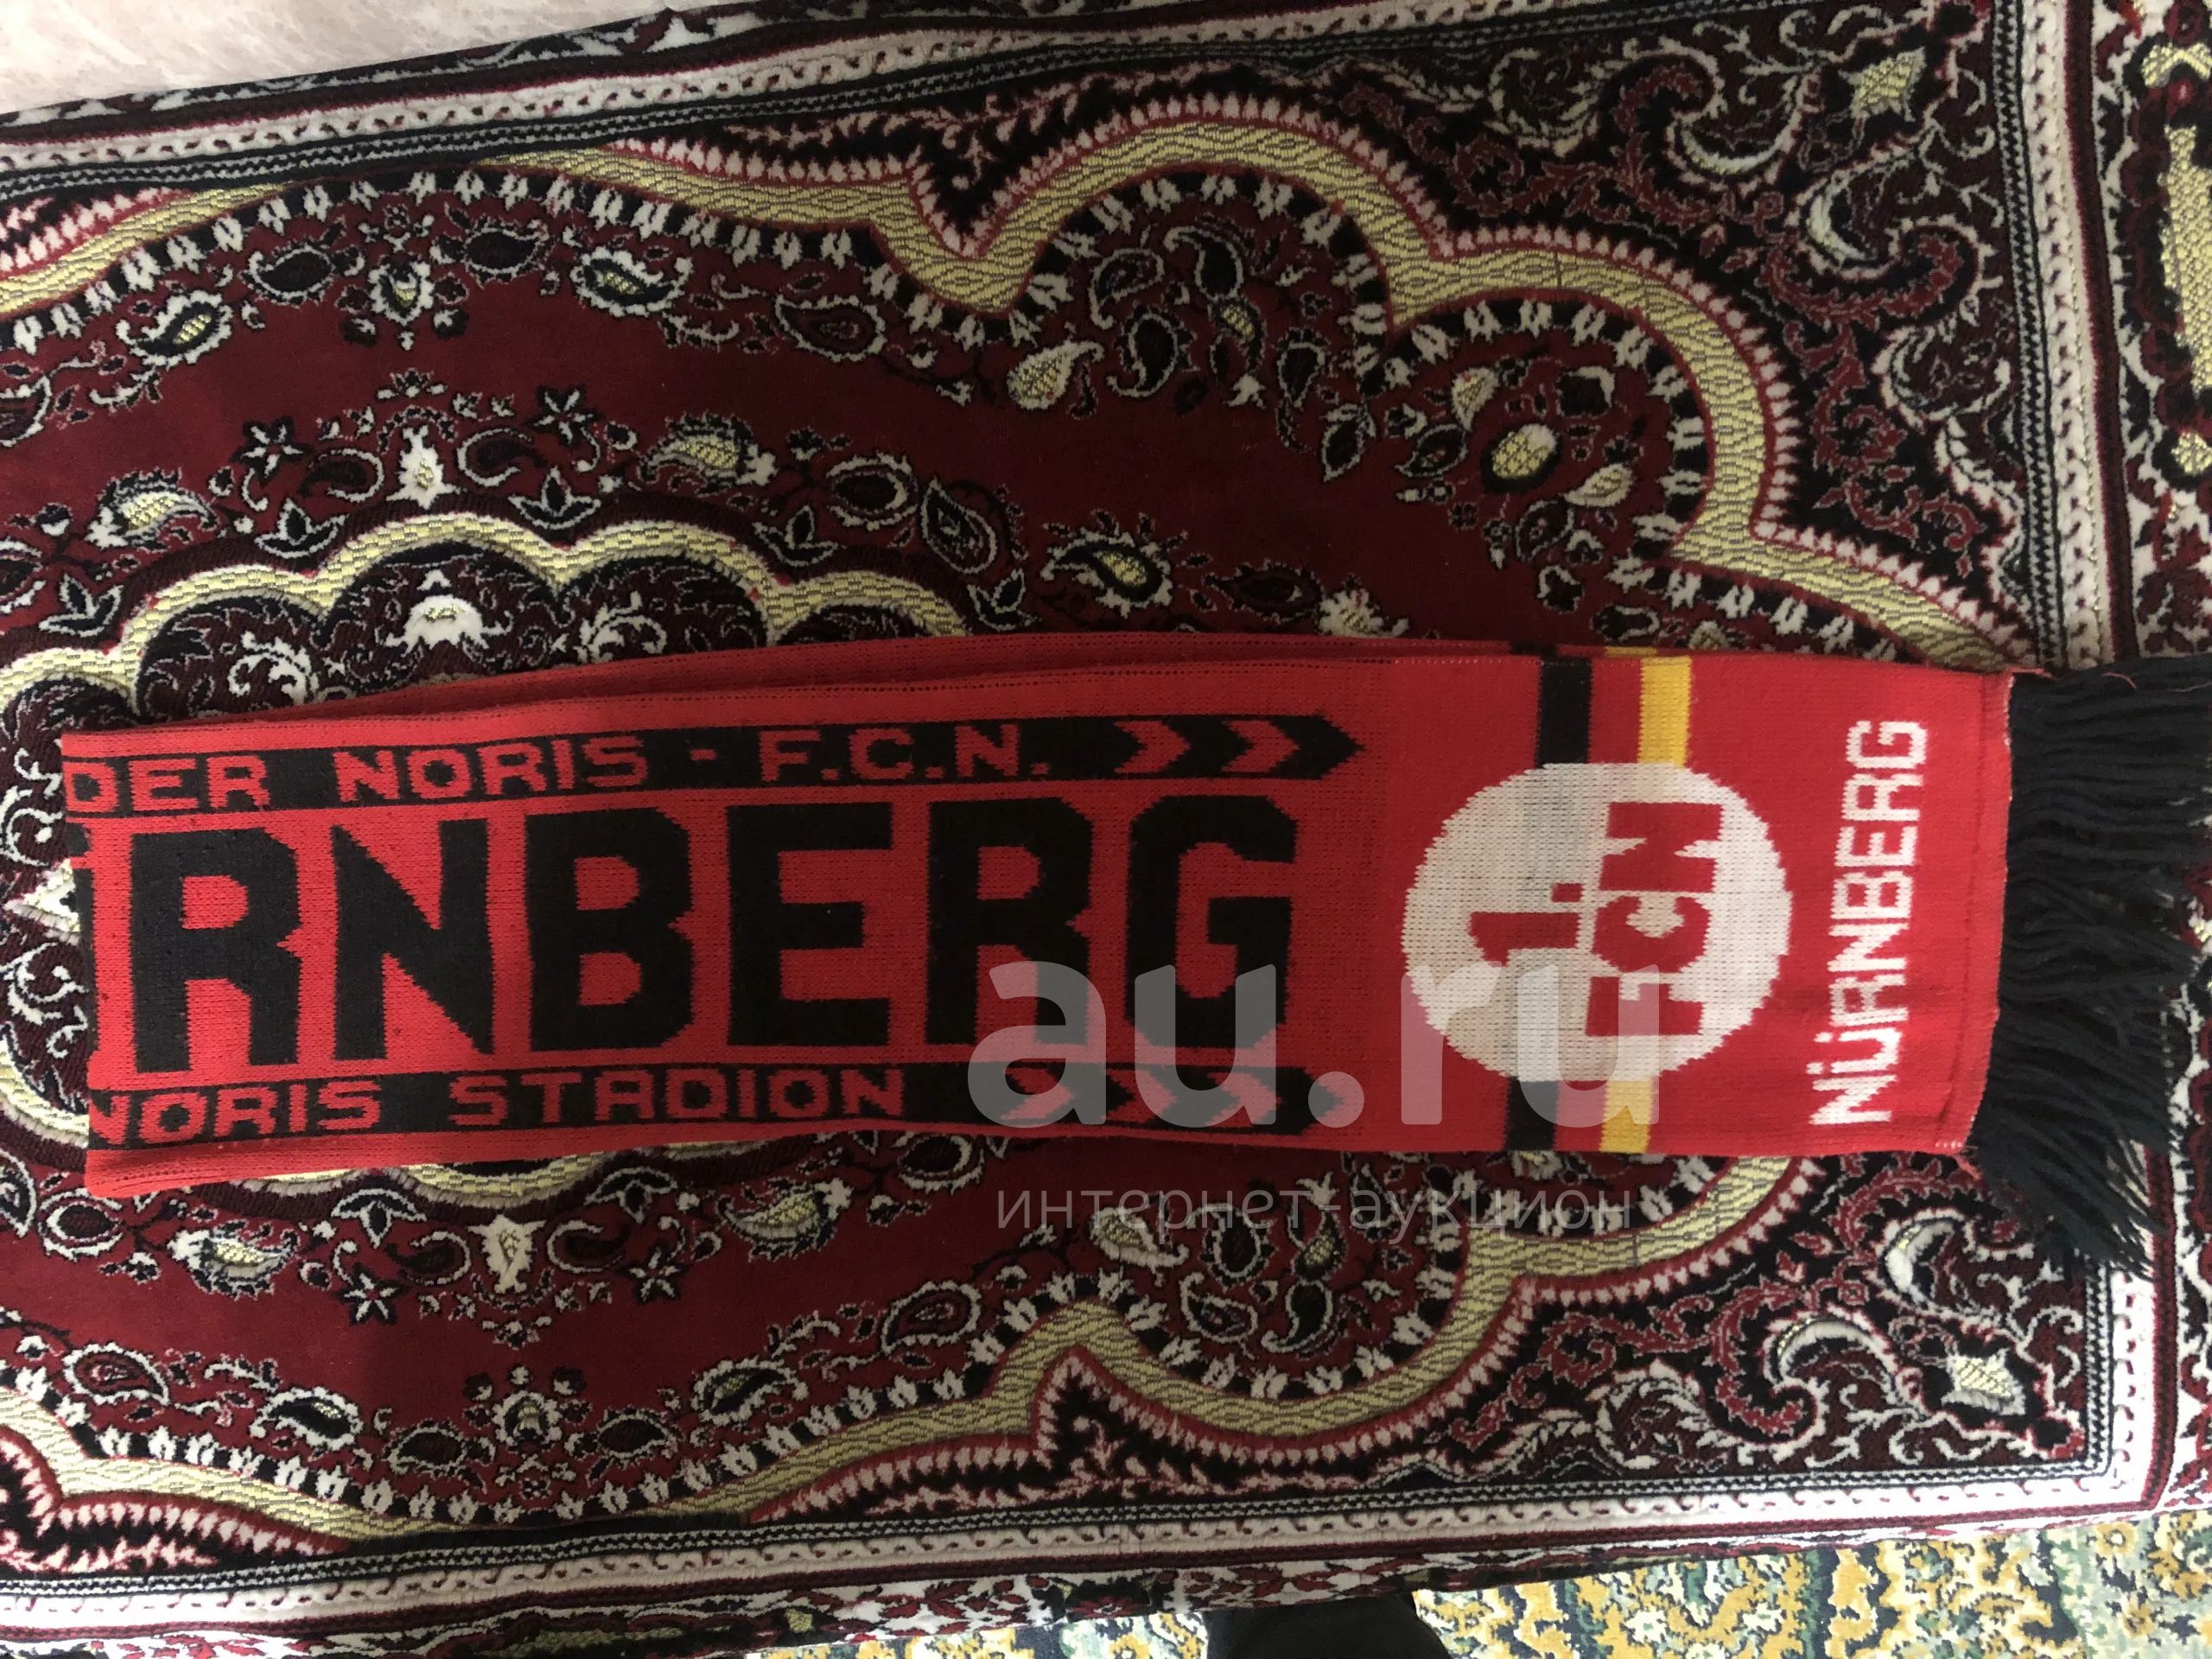 DER NORIS - F.C.N.
RNBERG
NORIS STADION
1.
FCN
NÜRNBERG
au.ru
интернет-аукцион